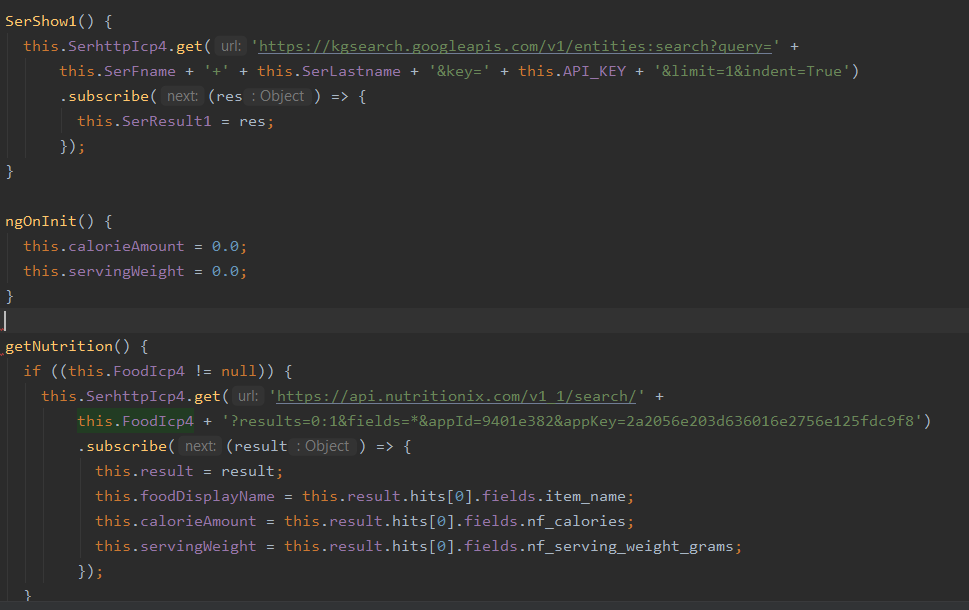 SerShow1() {
this.SerhttpIcp4.get( url: 'https://kgsearch.googleapis.com/v1/entities:search?query=' +
this.SerFname + '+' + this.SerLastname + '&key=' + this.API_KEY + '&limit=1&indent=True')
.subscribe( next: (res : Object ) => {
this.SerResult1 = res;
});
}
ngOnInit() {
this.calorieAmount = 0.0;
this.servingWeight = 0.0;
}
getNutrition() {
if ((this.FoodIcp4 != null)) {
this.SerhttpIcp4.get( url: 'https://api.nutritionix.com/v1_1/search/' +
this.FoodIcp4 + '?results=0:1&fields=*&appId=9401e382&appKey=2a2056e203d636016e2756e125fdc9f8')
.subscribe( next: (result : Object ) => {
this.result = result;
this.foodDisplayName = this.result.hits[0].fields.item_name;
this.calorieAmount = this.result.hits[0].fields.nf_calories;
this.servingWeight = this.result.hits[0].fields.nf_serving_weight_grams;
});
}